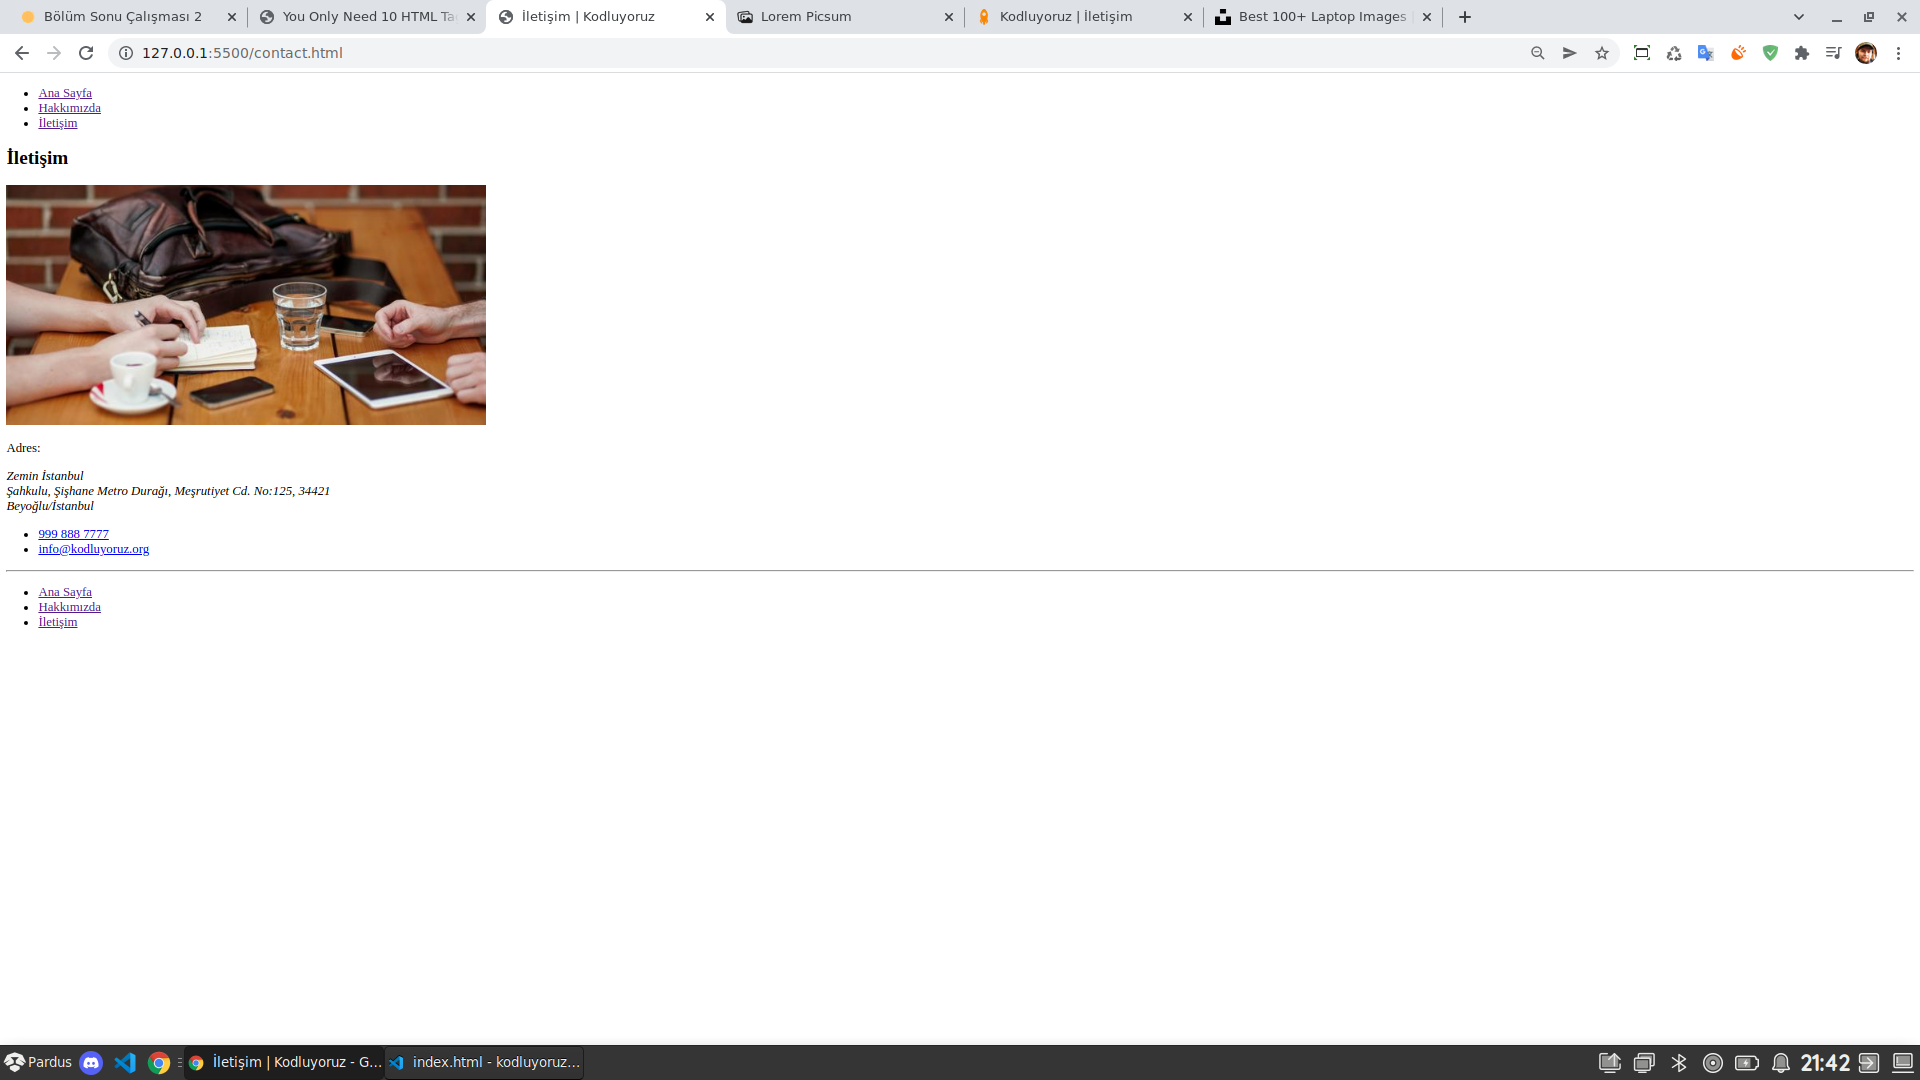 Bölüm Sonu Çalışması 2
You Only Need 10 HTML Ta
İletişim | Kodluyoruz
Lorem Picsum
Kodluyoruz | İletişim
Best 100+ Laptop Images
127.0.0.1:5500/contact.html
Ana Sayfa
Hakkımızda
İletişim
İletişim
Adres:
Zemin İstanbul
Şahkulu, Şişhane Metro Durağı, Meşrutiyet Cd. No:125, 34421
Beyoğlu/İstanbul
999 888 7777
info@kodluyoruz.org
Ana Sayfa
Hakkımızda
İletişim
Pardus
İletişim | Kodluyoruz - G...
index.html - kodluyoruz...
21:42